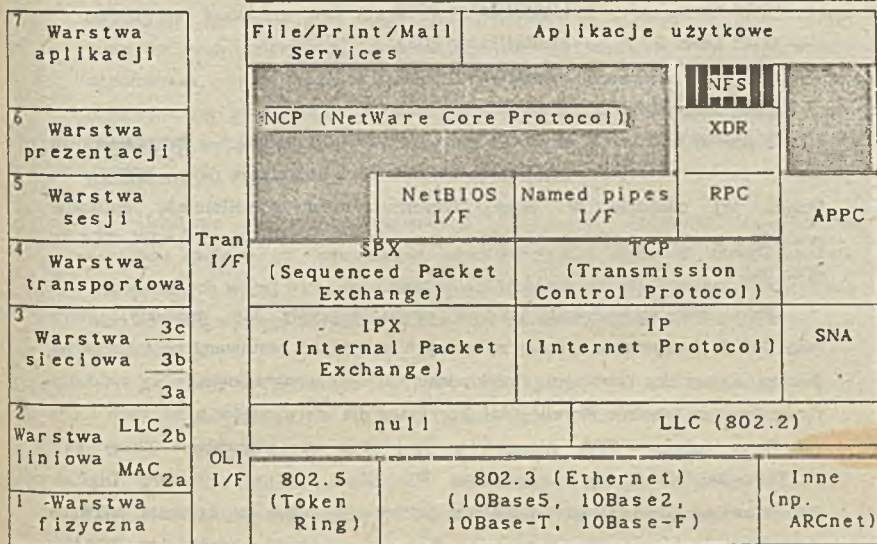 7 Warstwa
aplikacji
File/Print/Mail
Services
Aplikacje użytkowe
NFS
6 Warstwa
prezentacji
NCP (NetWare Core Protocol)
XDR
5 Warstwa
sesji
NetBIOS
I/F
Named pipes
I/F
RPC
APPC
Tran
I/F
4 Warstwa
transportowa
SPX
(Sequenced Packet
Exchange)
TCP
(Transmission
Control Protocol)
3 Warstwa
sieciowa
3c
3b
3a
IPX
(Internal Packet
Exchange)
IP
(Internet Protocol)
SNA
2 Warstwa
liniowa
LLC 2b
MAC 2a
null
LLC (802.2)
OLI
I/F
802.5
(Token
Ring)
802.3 (Ethernet)
(10Base5, 10Base2,
10Base-T, 10Base-F)
Inne
(np.
ARCnet)
1 Warstwa
fizyczna